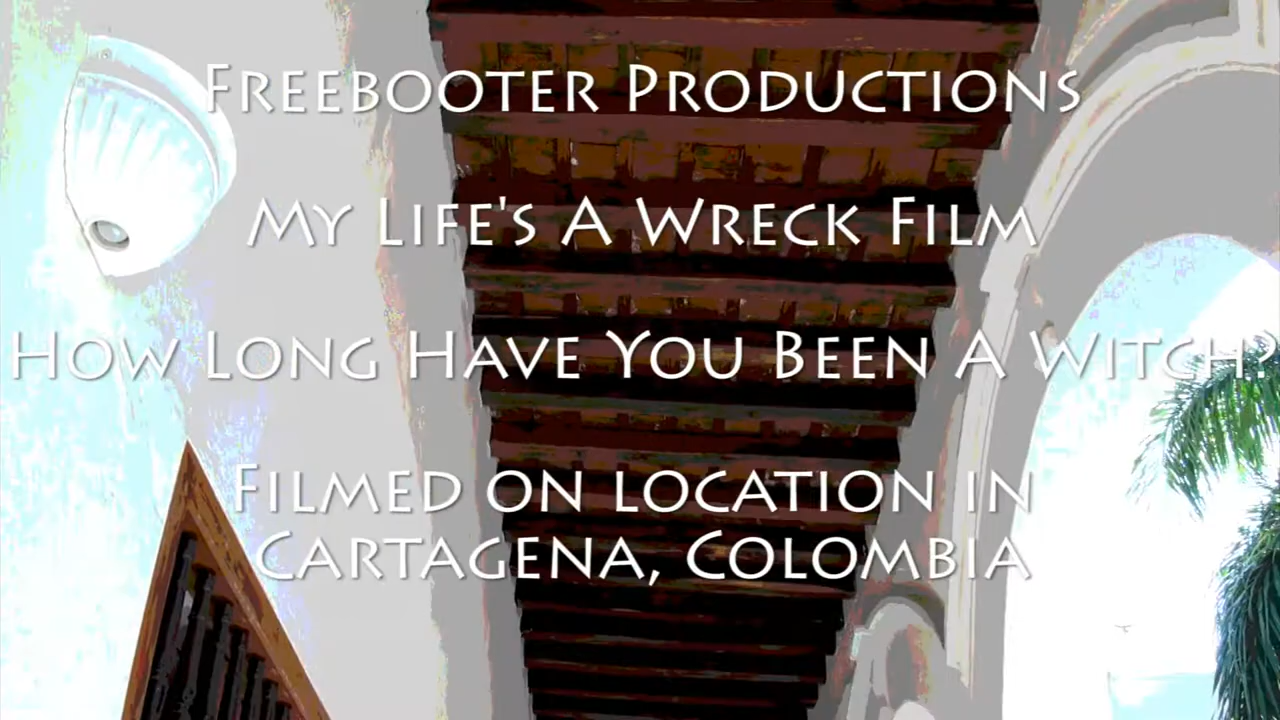 Freebooter Productions
My Life's A Wreck Film
How Long Have You Been A Witch?
Filmed on location in
Cartagena, Colombia